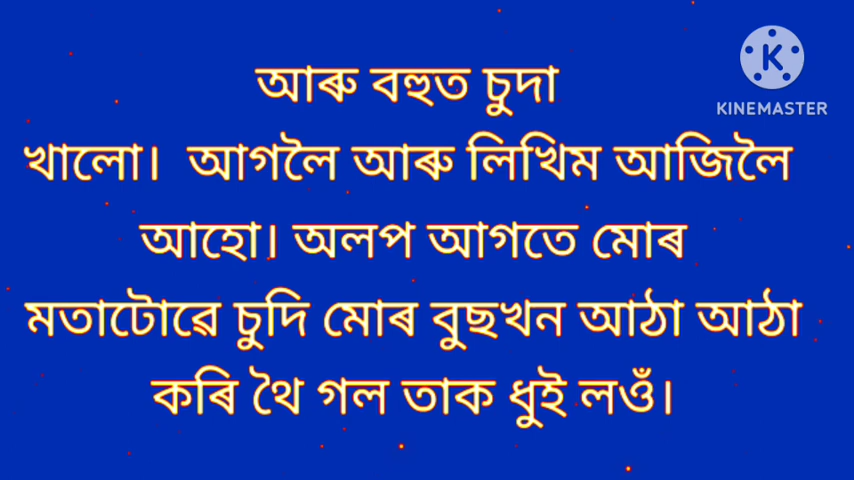 আৰু বহুত চুদা
KINEMASTER
খালো। আগলৈ আৰু লিখিম আজিলৈ
আহো। অলপ আগতে মোৰ
মতাটোৱে চুদি মোৰ বুছখন আঠা আঠা
কৰি থৈ গল তাক ধুই লওঁ।